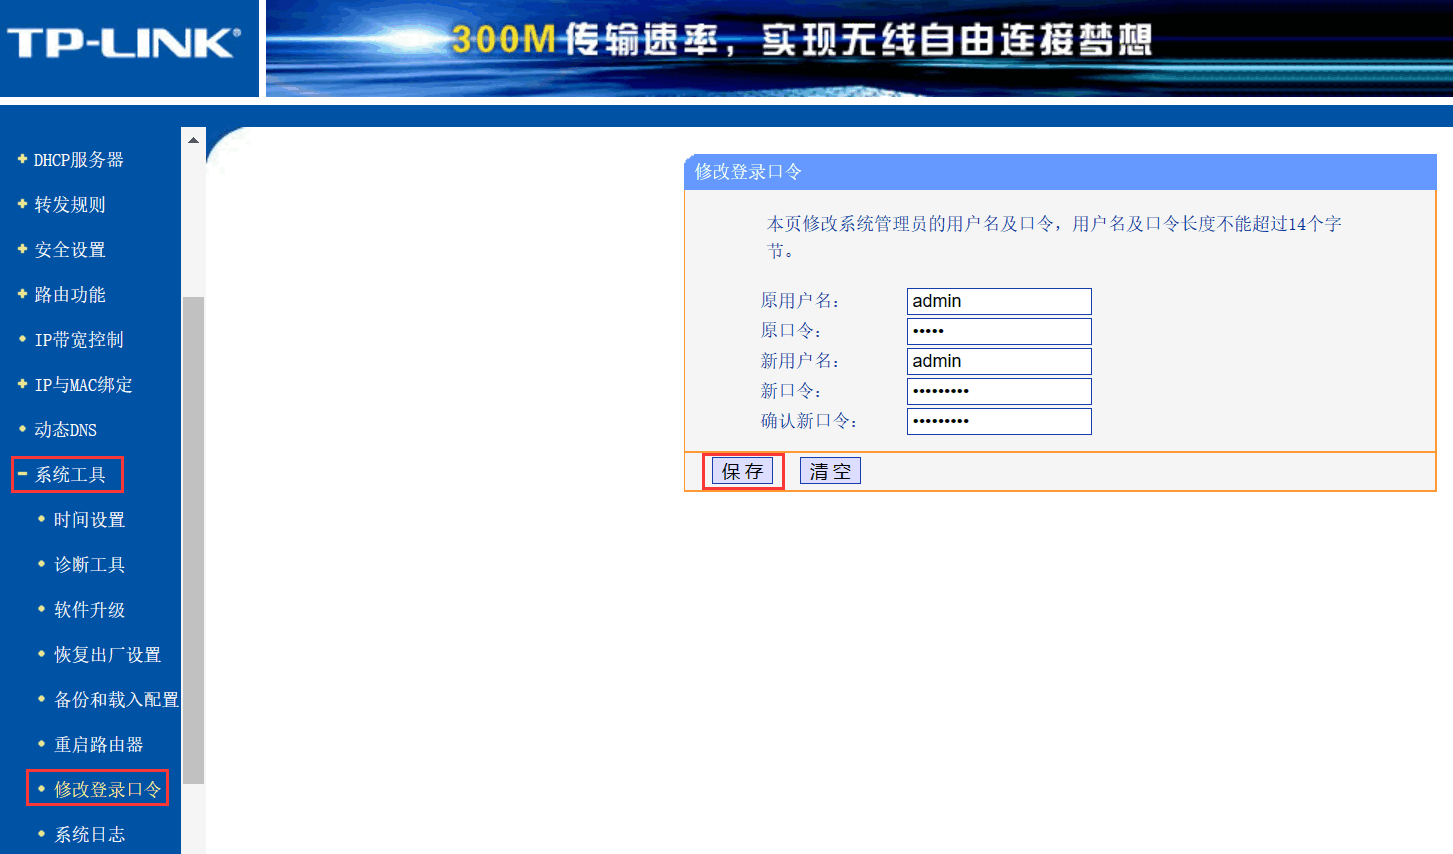 TP-LINK®
300M 传输速率，实现无线自由连接梦想
DHCP服务器
转发规则
安全设置
路由功能
IP带宽控制
IP与MAC绑定
动态DNS
系统工具
时间设置
诊断工具
软件升级
恢复出厂设置
备份和载入配置
重启路由器
修改登录口令
系统日志
修改登录口令
本页修改系统管理员的用户名及口令，用户名及口令长度不能超过14个字
节。
原用户名： admin
原口令： •••••
新用户名： admin
新口令： •••••••••
确认新口令： •••••••••
保 存 清 空